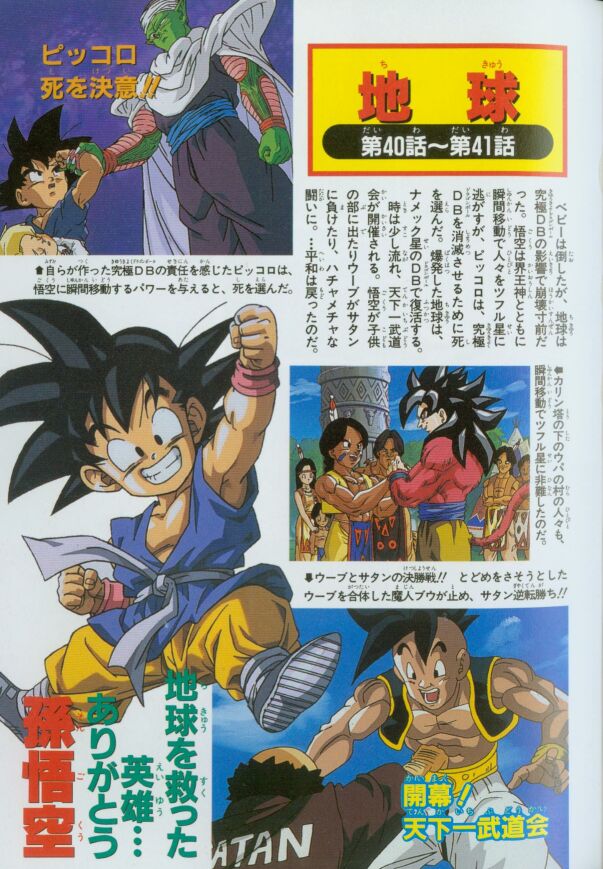 地球
第40話～第41話
ピッコロ
死を決意!!
⬆自らが作った究極DBの責任を感じたピッコロは、
悟空に瞬間移動するパワーを与えると、死を選んだ。
ベビーは倒したが、地球は
究極DBの影響で崩壊寸前だ
った。悟空は界王神とともに
瞬間移動で人々をツフル星に
逃がすが、ピッコロは、究極
DBを消滅させるために死
を選んだ。爆発した地球は、
ナメック星のDBで復活する。
時は少し流れ、天下一武道
会が開催される。悟空が子供
の部に出たりウーブがサタン
に負けたり、ハチャメチャな
闘いに。…平和は戻ったのだ。
⬅カリン塔の下のウパの村の人々も、
瞬間移動でツフル星に非難したのだ。
⬇ウーブとサタンの決勝戦!! とどめをさそうとした
ウーブを合体した魔人ブウが止め、サタン逆転勝ち!!
地球を救った
英雄…
ありがとう
孫悟空
開幕!
天下一武道会
ATAN